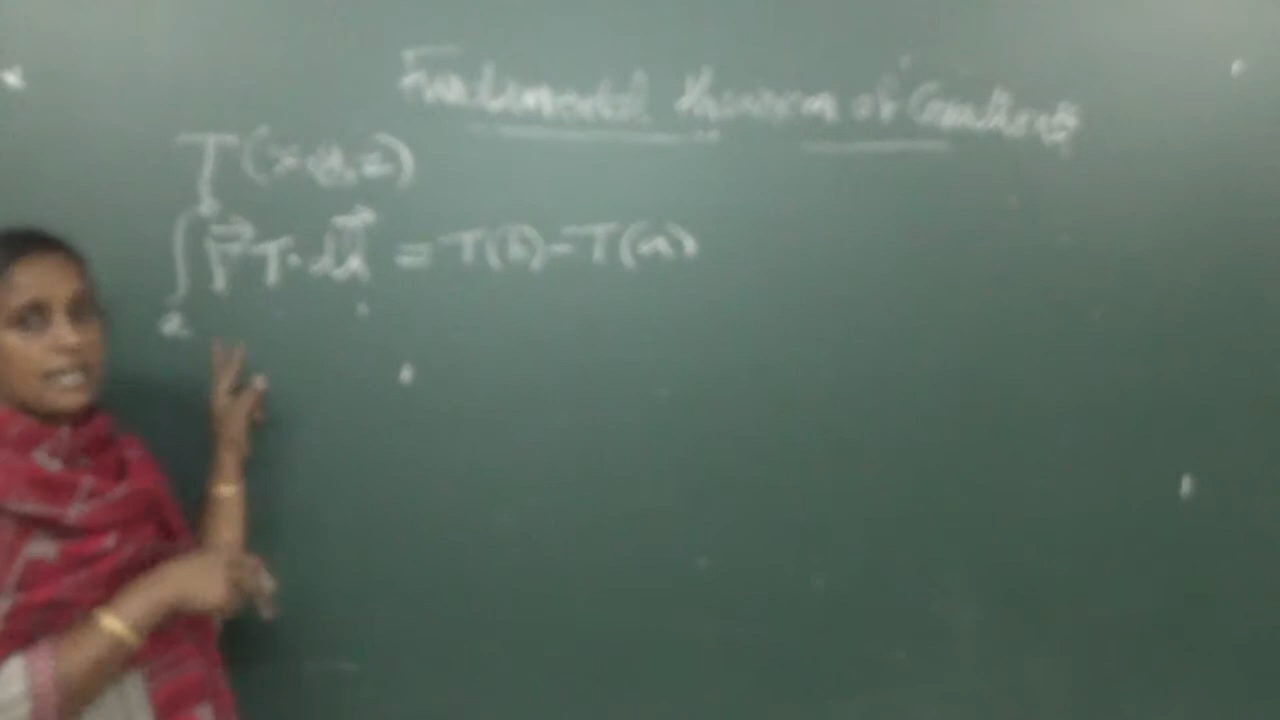 Fundamental theorem of Gradients
T(x,y,z)
∫ₐᵇ ∇⃗T · dl⃗ = T(b) - T(a)